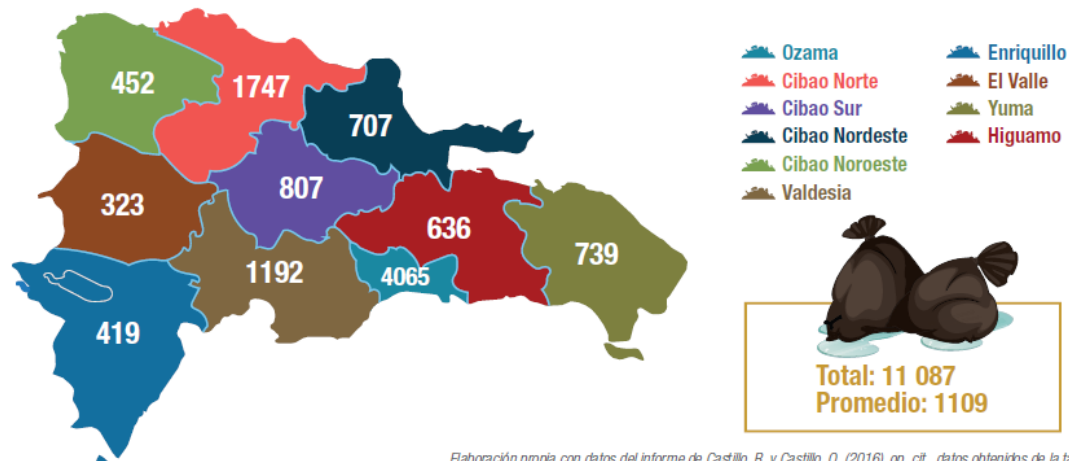 452
1747
707
323
807
636
739
1192
4065
419
Ozama
Cibao Norte
Cibao Sur
Cibao Nordeste
Cibao Noroeste
Valdesia
Enriquillo
El Valle
Yuma
Higuamo
Total: 11 087
Promedio: 1109
Elaboración propia con datos del informe de Castillo, R. y Castillo, O. (2016), op. cit., datos obtenidos de la